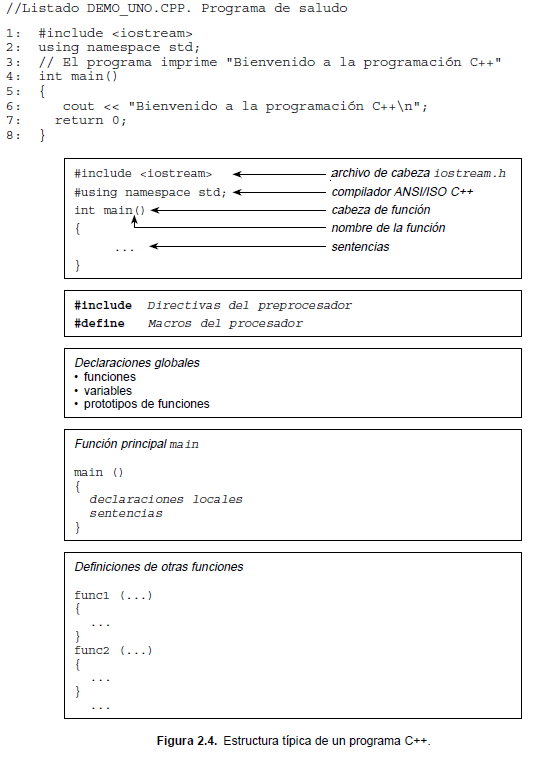 //Listado DEMO_UNO.CPP. Programa de saludo
1: #include <iostream>
2: using namespace std;
3: // El programa imprime "Bienvenido a la programación C++"
4: int main()
5: {
6: cout << "Bienvenido a la programación C++\n";
7: return 0;
8: }
#include <iostream> archivo de cabeza iostream.h
#using namespace std; compilador ANSI/ISO C++
int main() cabeza de función
{ nombre de la función
... sentencias
}
#include Directivas del preprocesador
#define Macros del procesador
Declaraciones globales
• funciones
• variables
• prototipos de funciones
Función principal main
main ()
{
declaraciones locales
sentencias
}
Definiciones de otras funciones
func1 (...)
{
...
}
func2 (...)
{
...
}
...
Figura 2.4. Estructura típica de un programa C++.